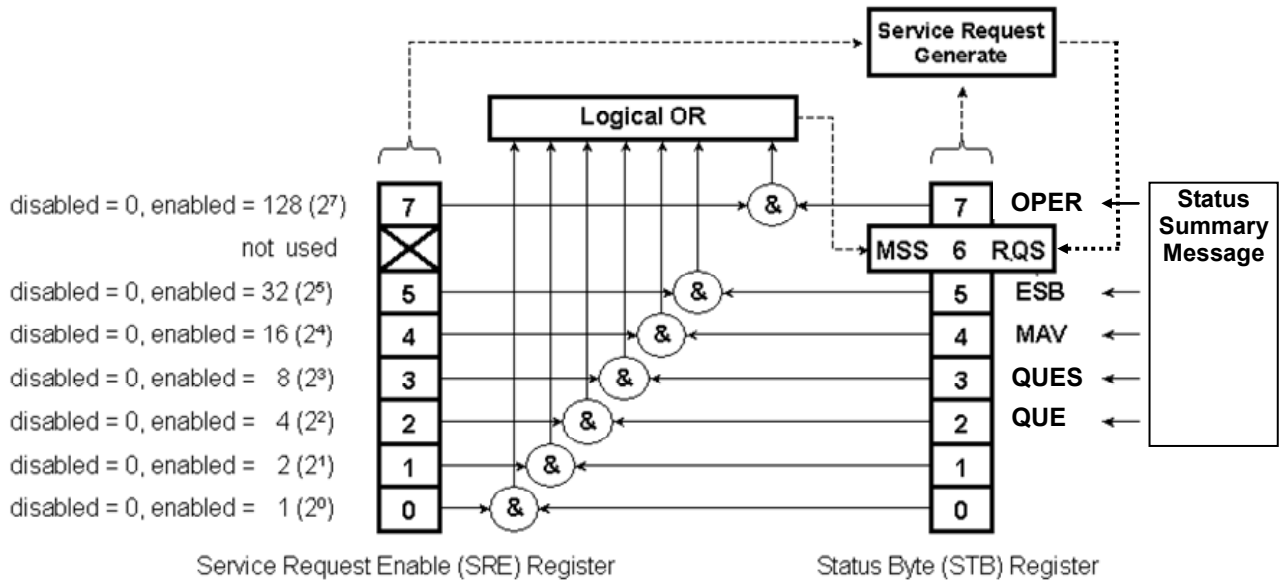 Service Request
Generate
Logical OR
disabled = 0, enabled = 128 (2⁷)
7
&
7
OPER
Status
Summary
Message
not used
MSS 6 RQS
disabled = 0, enabled = 32 (2⁵)
5
&
5
ESB
disabled = 0, enabled = 16 (2⁴)
4
&
4
MAV
disabled = 0, enabled = 8 (2³)
3
&
3
QUES
disabled = 0, enabled = 4 (2²)
2
&
2
QUE
disabled = 0, enabled = 2 (2¹)
1
&
1
disabled = 0, enabled = 1 (2⁰)
0
&
0
Service Request Enable (SRE) Register
Status Byte (STB) Register